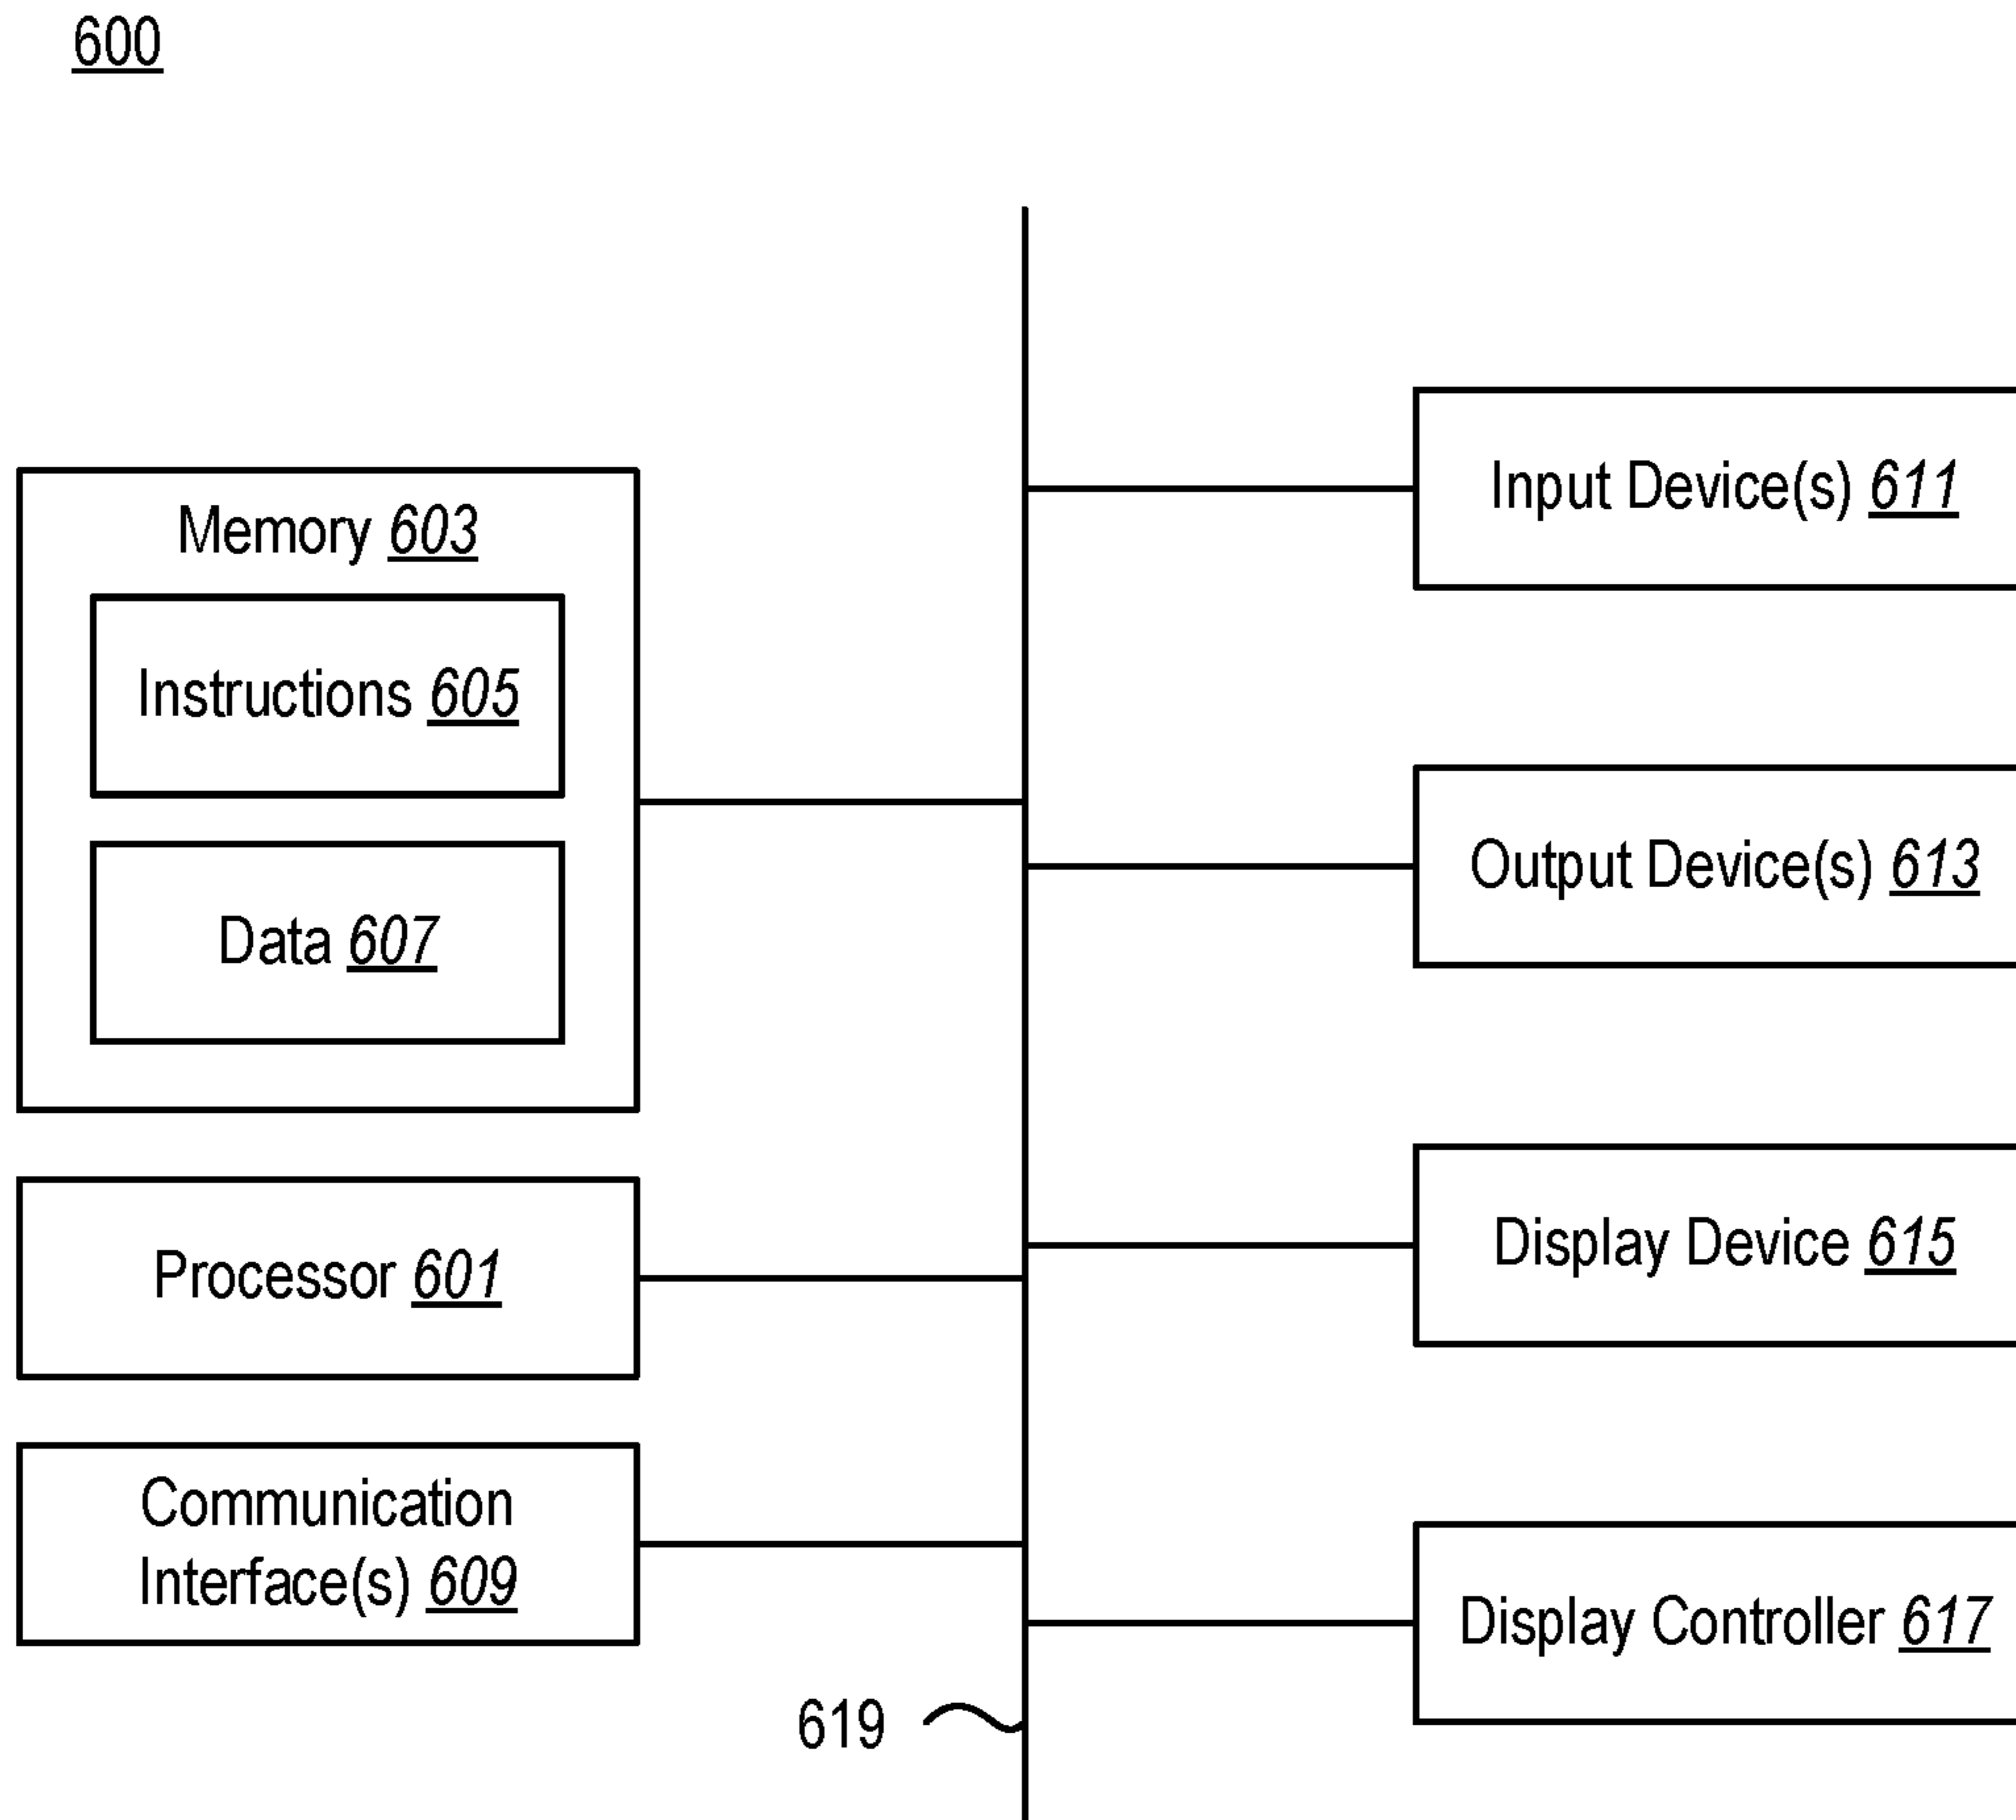 600
Memory 603
Instructions 605
Data 607
Processor 601
Communication
Interface(s) 609
619
Input Device(s) 611
Output Device(s) 613
Display Device 615
Display Controller 617